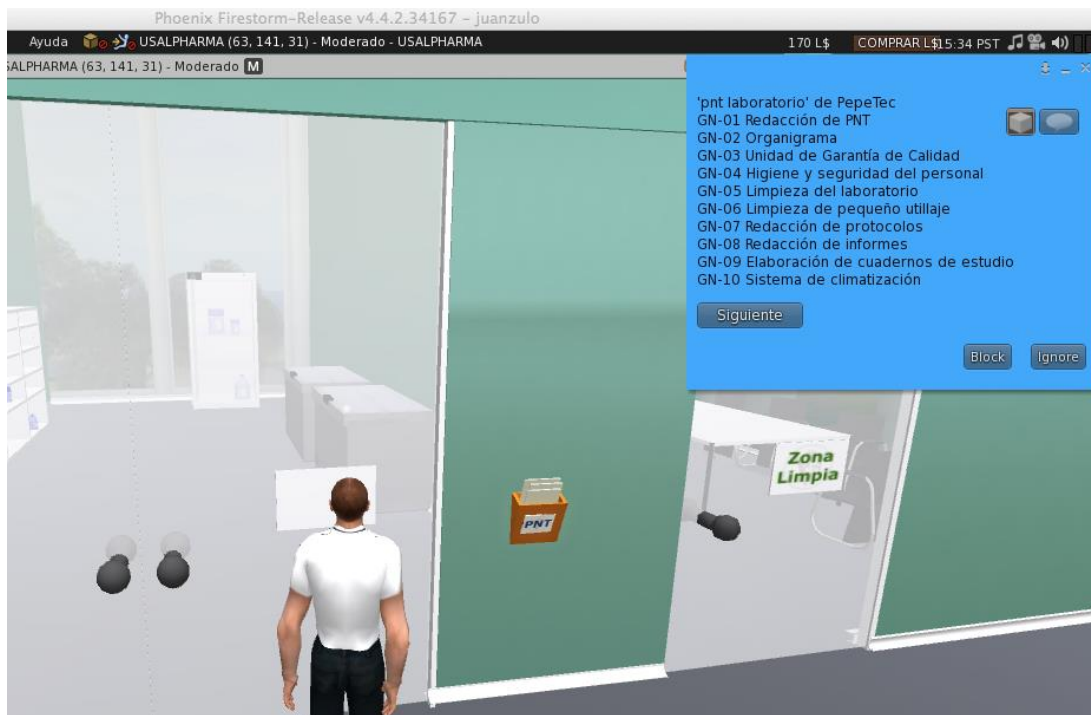 Phoenix Firestorm-Release v4.4.2.34167 – juanzulo
Ayuda USALPHARMA (63, 141, 31) - Moderado - USALPHARMA 170 L$ COMPRAR L$ 15:34 PST
SALPHARMA (63, 141, 31) - Moderado M
'pnt laboratorio' de PepeTec
GN-01 Redacción de PNT
GN-02 Organigrama
GN-03 Unidad de Garantía de Calidad
GN-04 Higiene y seguridad del personal
GN-05 Limpieza del laboratorio
GN-06 Limpieza de pequeño utillaje
GN-07 Redacción de protocolos
GN-08 Redacción de informes
GN-09 Elaboración de cuadernos de estudio
GN-10 Sistema de climatización
Siguiente
Block Ignore
Zona
Limpia
PNT